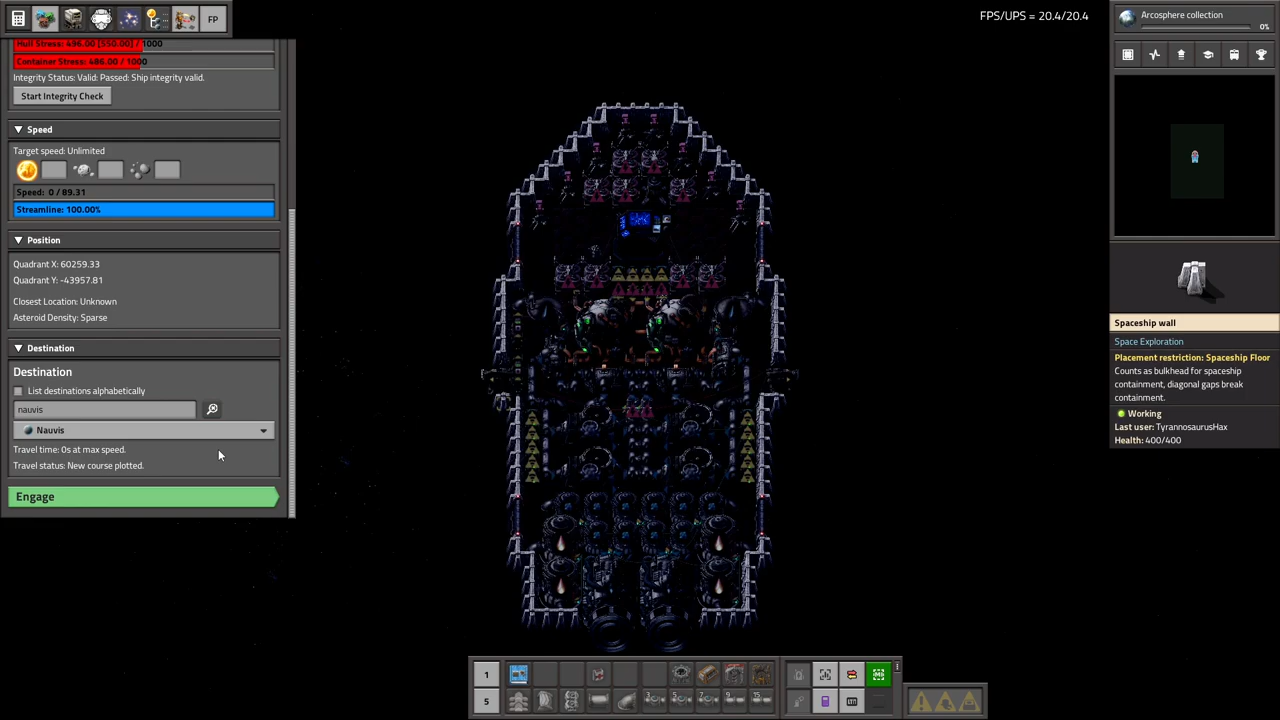 FP
FPS/UPS = 20.4/20.4
Arcosphere collection
0%
Hull Stress: 496.00 [550.00] / 1000
Container Stress: 486.00 / 1000
Integrity Status: Valid: Passed: Ship integrity valid.
Start Integrity Check
Speed
Target speed: Unlimited
Speed: 0 / 89.31
Streamline: 100.00%
Position
Quadrant X: 60259.33
Quadrant Y: -43957.81
Closest Location: Unknown
Asteroid Density: Sparse
Destination
Destination
List destinations alphabetically
nauvis
Nauvis
Travel time: 0s at max speed.
Travel status: New course plotted.
Engage
Spaceship wall
Space Exploration
Placement restriction: Spaceship Floor
Counts as bulkhead for spaceship
containment, diagonal gaps break
containment.
Working
Last user: TyrannosaurusHax
Health: 400/400
1
5
3
5
7
9
15